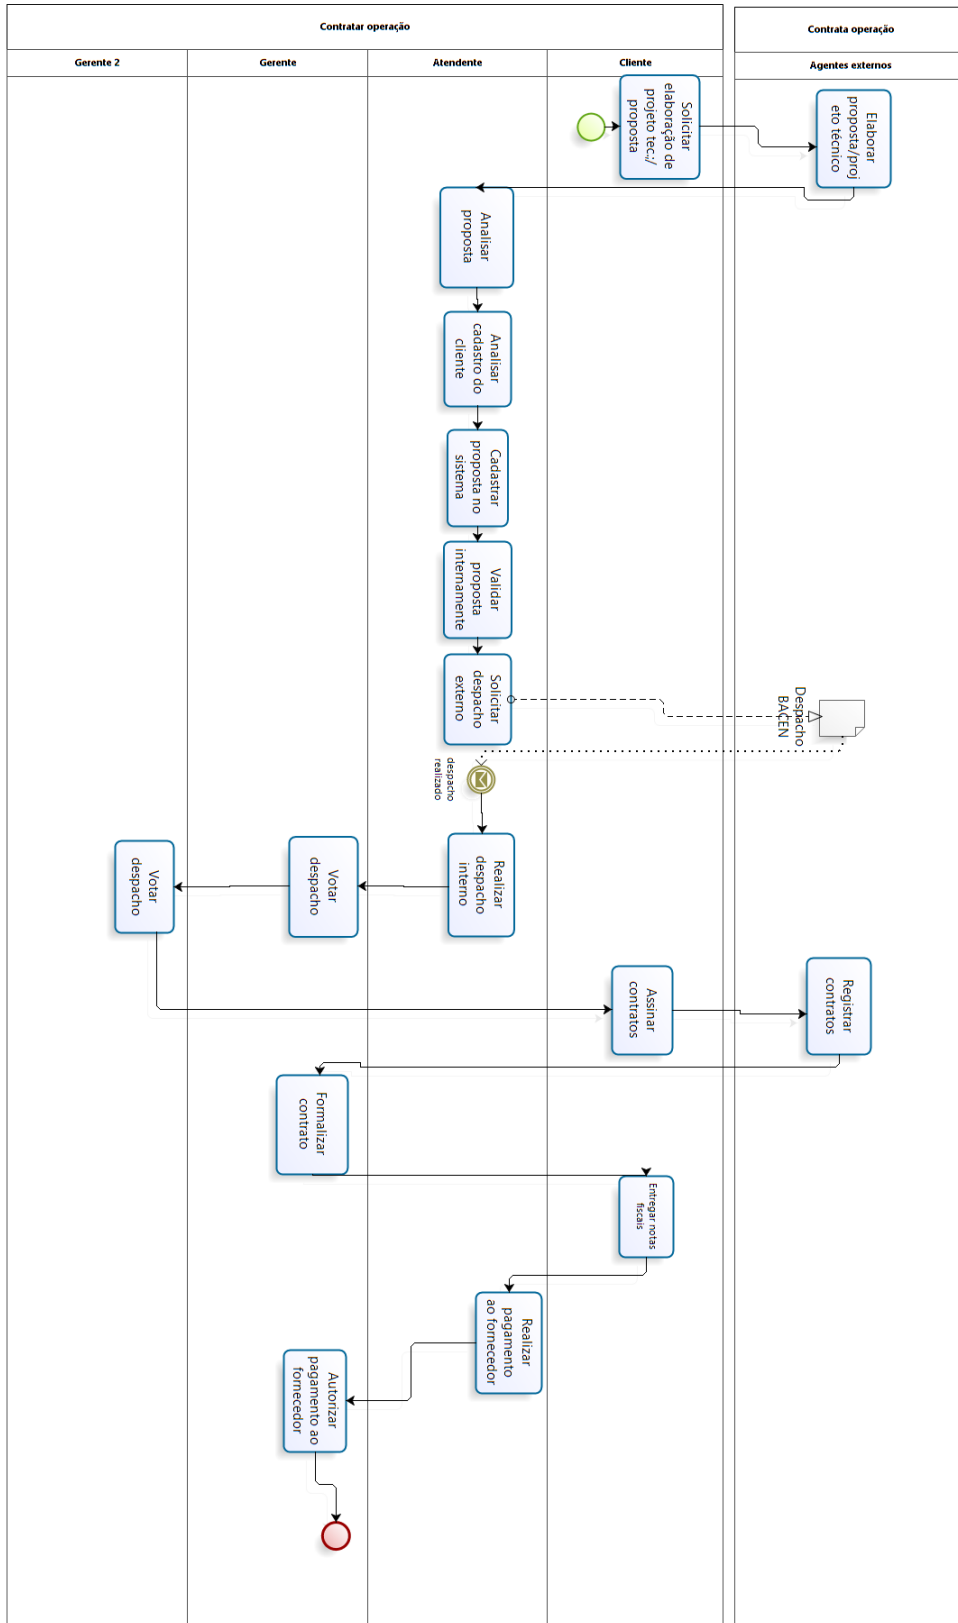 Contratar operação
Contrata operação
Gerente 2
Gerente
Atendente
Cliente
Agentes externos
Solicitar
elaboração de
projeto tec.;/
proposta
Elaborar
proposta/proj
eto técnico
Analisar
proposta
Analisar
cadastro do
cliente
Cadastrar
proposta no
sistema
Validar
proposta
internamente
Solicitar
despacho
externo
Despacho
BACEN
despacho
realizado
Realizar
despacho
interno
Votar
despacho
Votar
despacho
Assinar
contratos
Registrar
contratos
Formalizar
contrato
Entregar notas
fiscais
Realizar
pagamento
ao fornecedor
Autorizar
pagamento ao
fornecedor